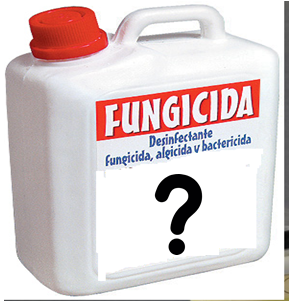 FUNGICIDA
Desinfectante
fungicida, algicida y bactericida
?